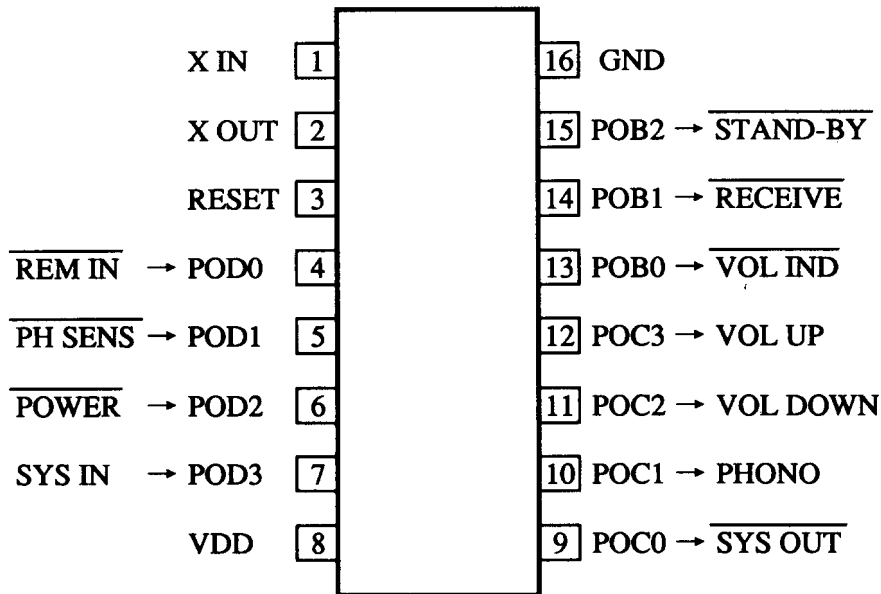 X IN 1 16 GND
X OUT 2 15 POB2 → STAND-BY
RESET 3 14 POB1 → RECEIVE
REM IN → POD0 4 13 POB0 → VOL IND
PH SENS → POD1 5 12 POC3 → VOL UP
POWER → POD2 6 11 POC2 → VOL DOWN
SYS IN → POD3 7 10 POC1 → PHONO
VDD 8 9 POC0 → SYS OUT